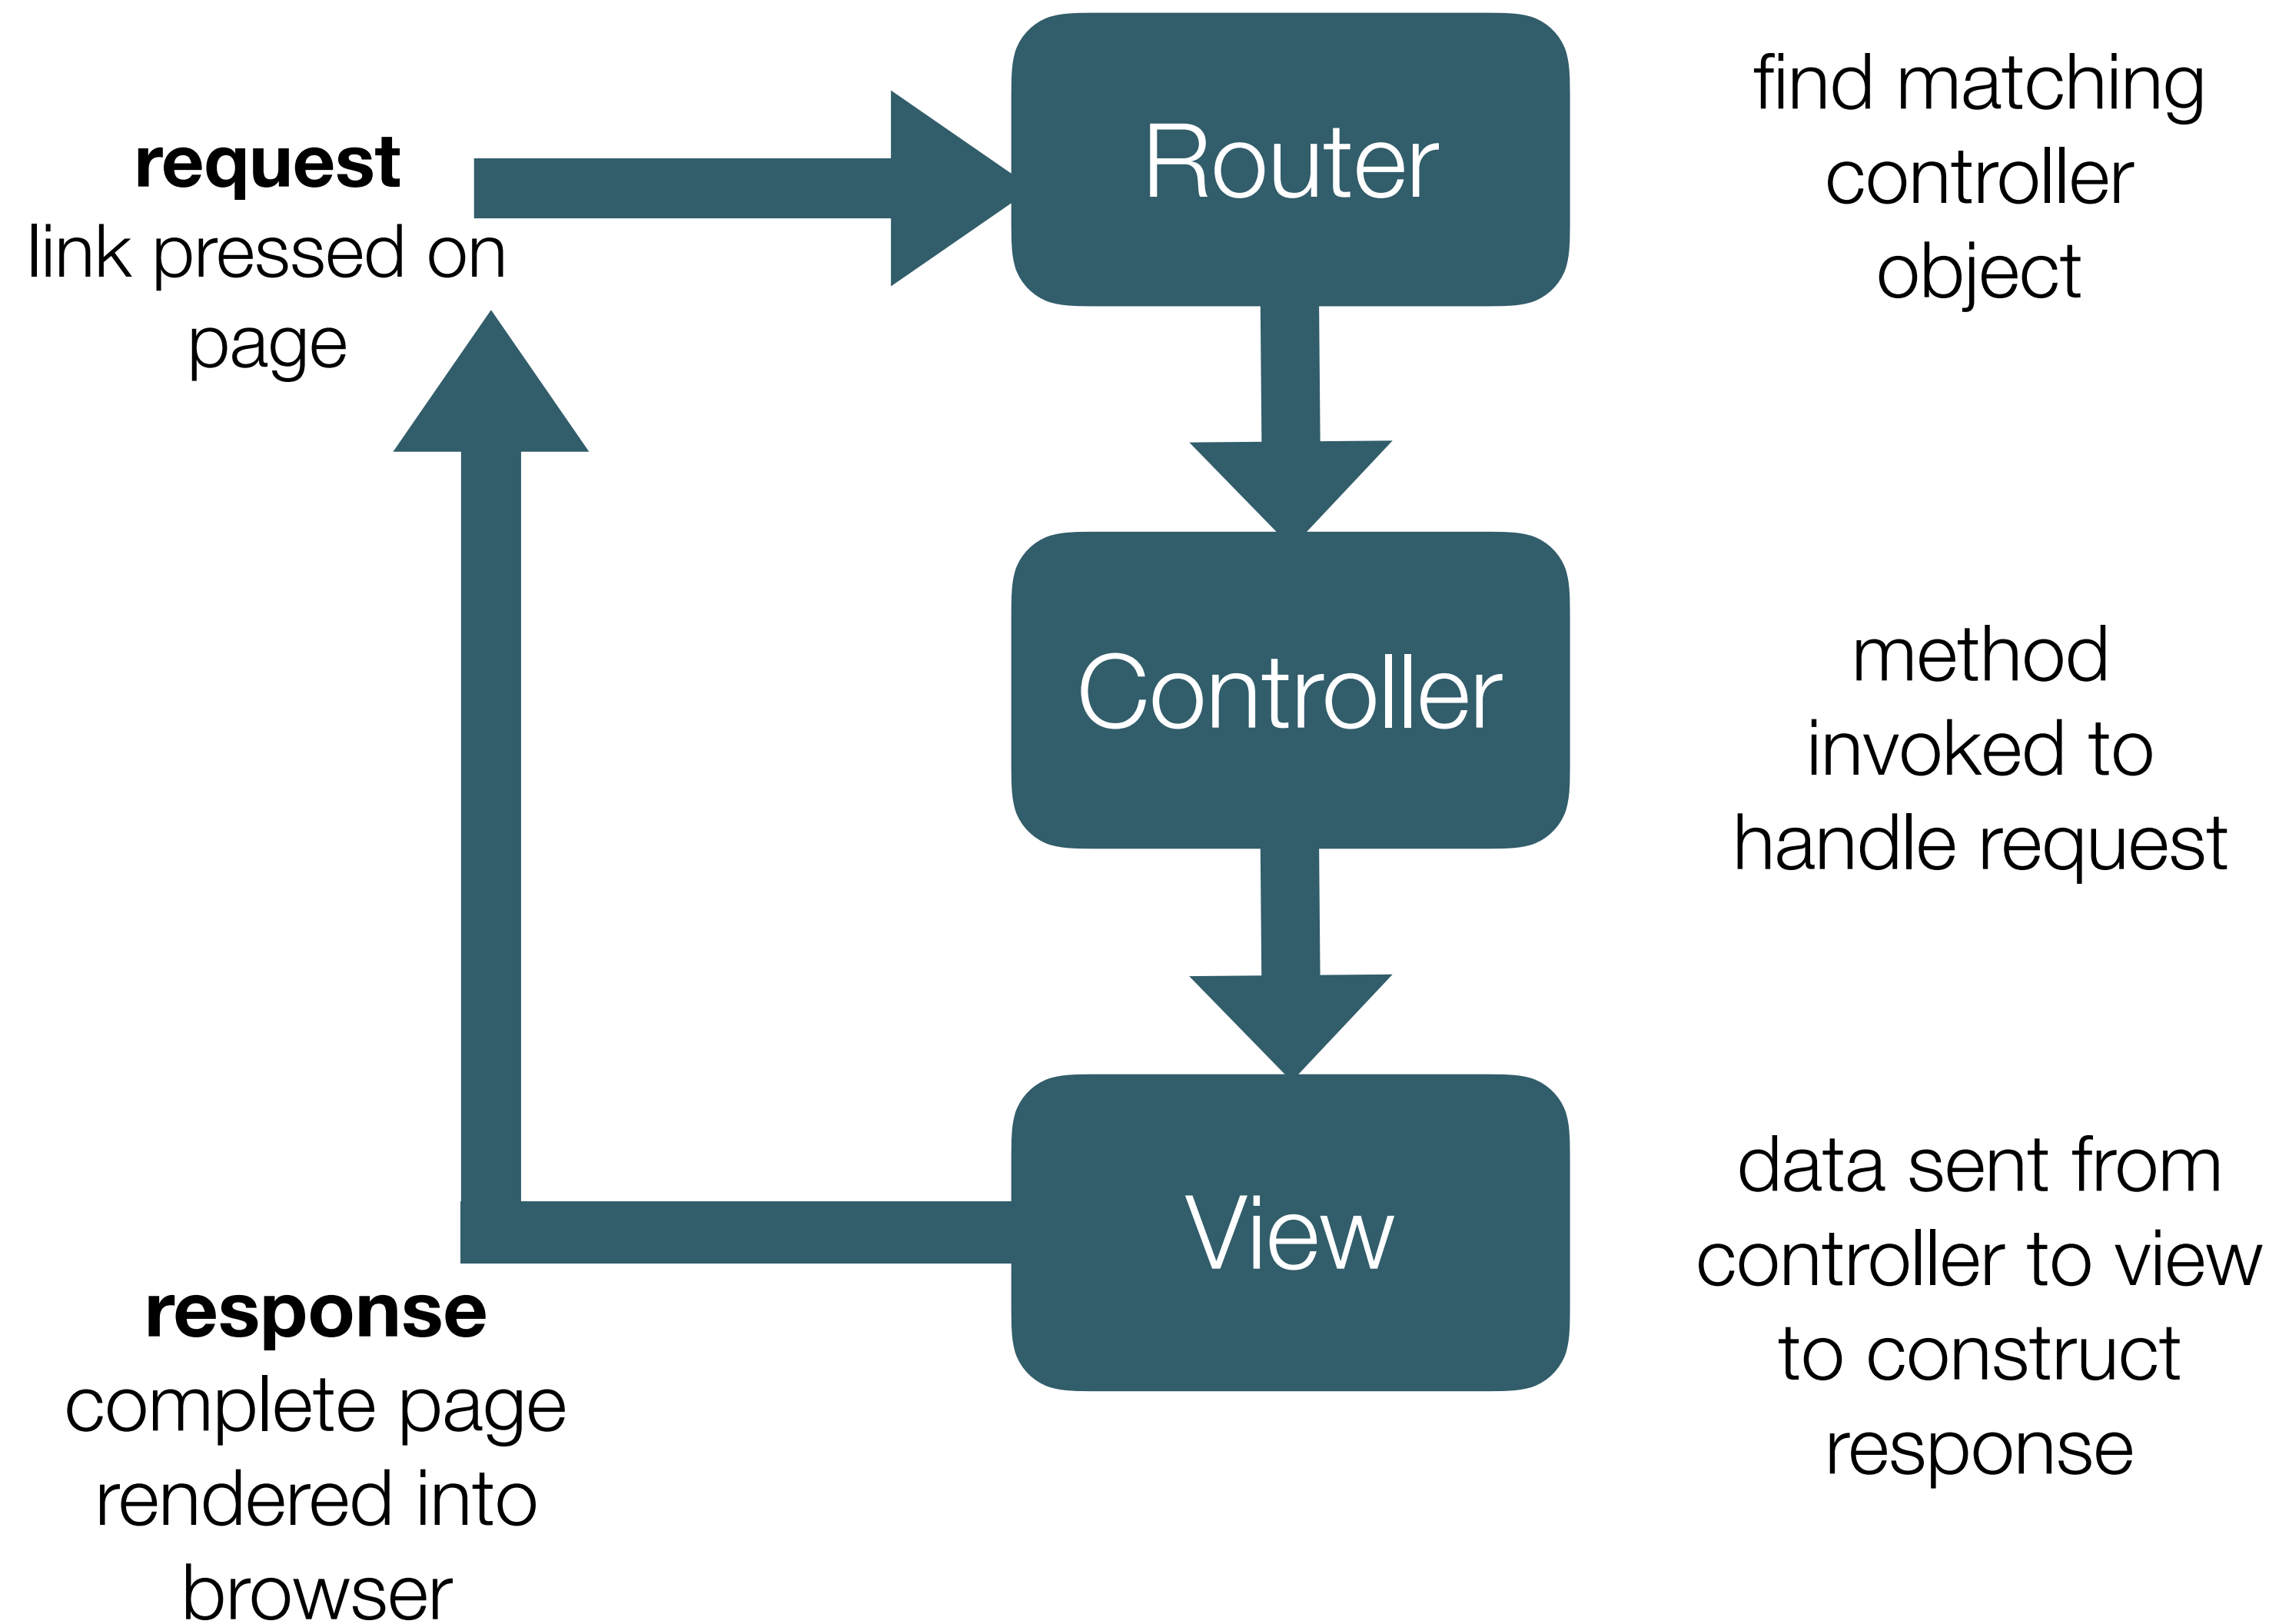 request
link pressed on
page
Router
find matching
controller
object
Controller
method
invoked to
handle request
View
data sent from
controller to view
to construct
response
response
complete page
rendered into
browser